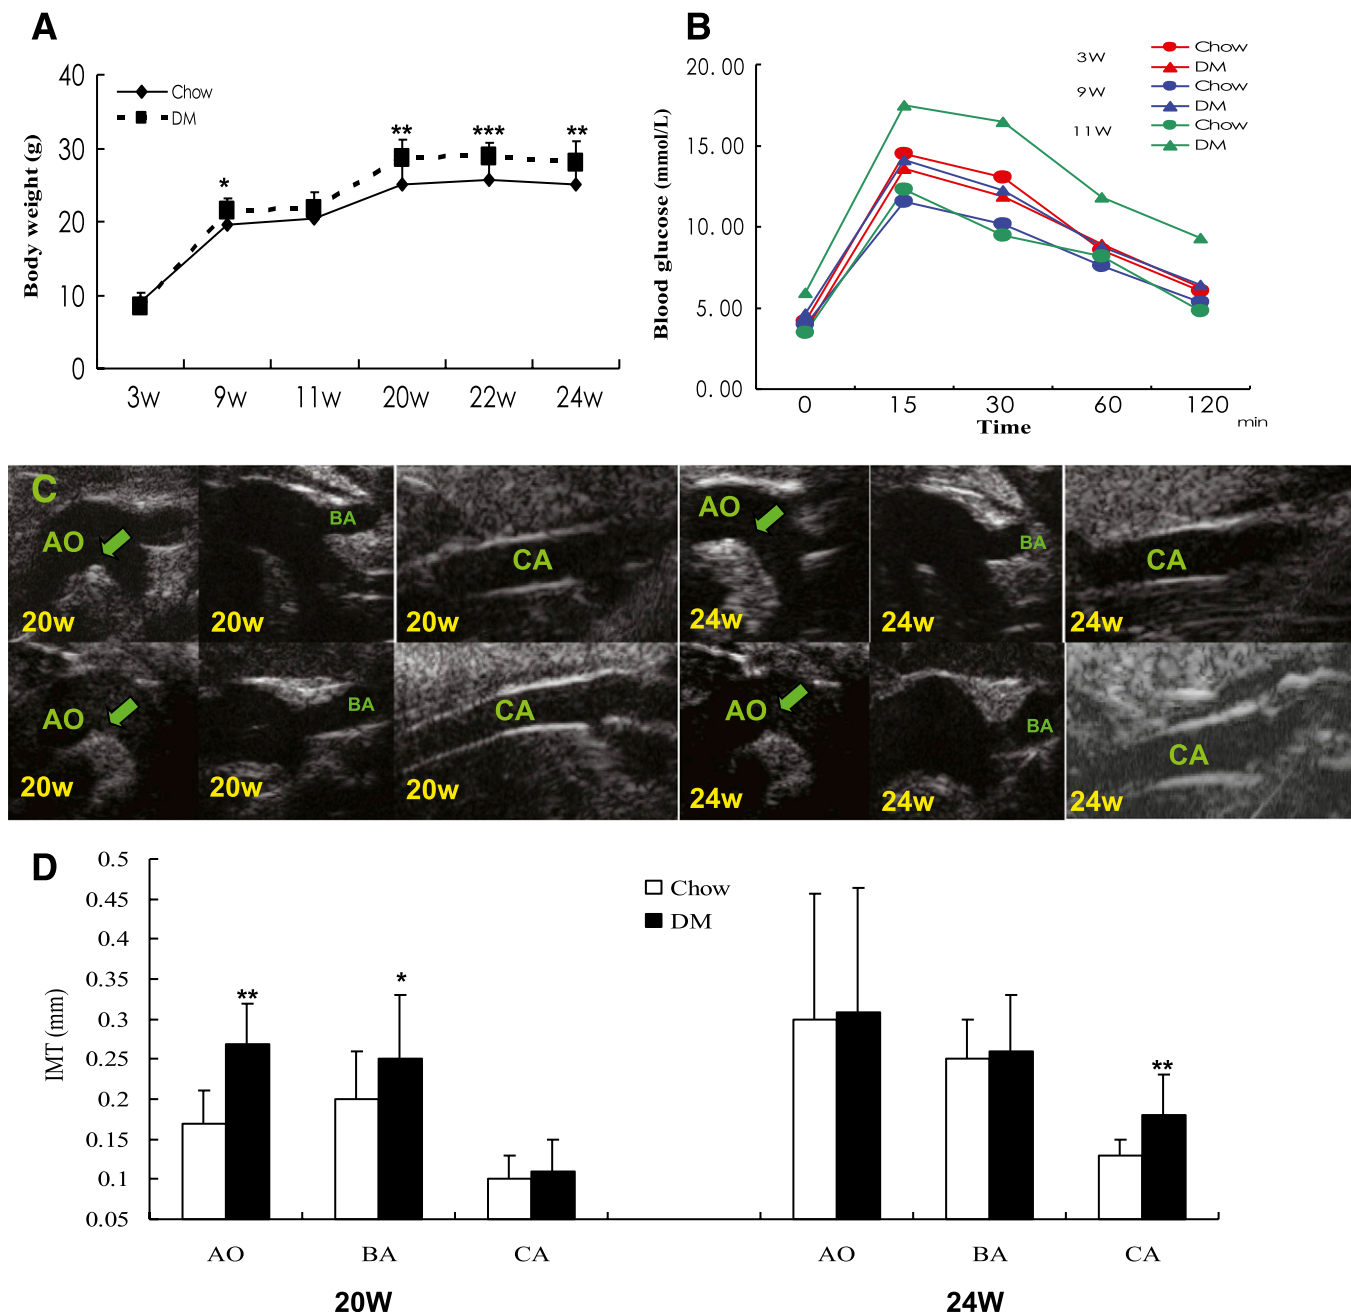 A
40
30
20
10
0
Body weight (g)
Chow
DM
*
**
***
**
3w
9w
11w
20w
22w
24w
B
20.00
15.00
10.00
5.00
0.00
Blood glucose (mmol/L)
3W
Chow
DM
9W
Chow
DM
11W
Chow
DM
0
15
30
60
120
Time
min
C
AO
20w
BA
20w
CA
20w
AO
24w
BA
24w
CA
24w
AO
20w
BA
20w
CA
20w
AO
24w
BA
24w
CA
24w
D
0.5
0.45
0.4
0.35
0.3
0.25
0.2
0.15
0.1
0.05
IMT (mm)
Chow
DM
**
*
**
AO
BA
CA
AO
BA
CA
20W
24W